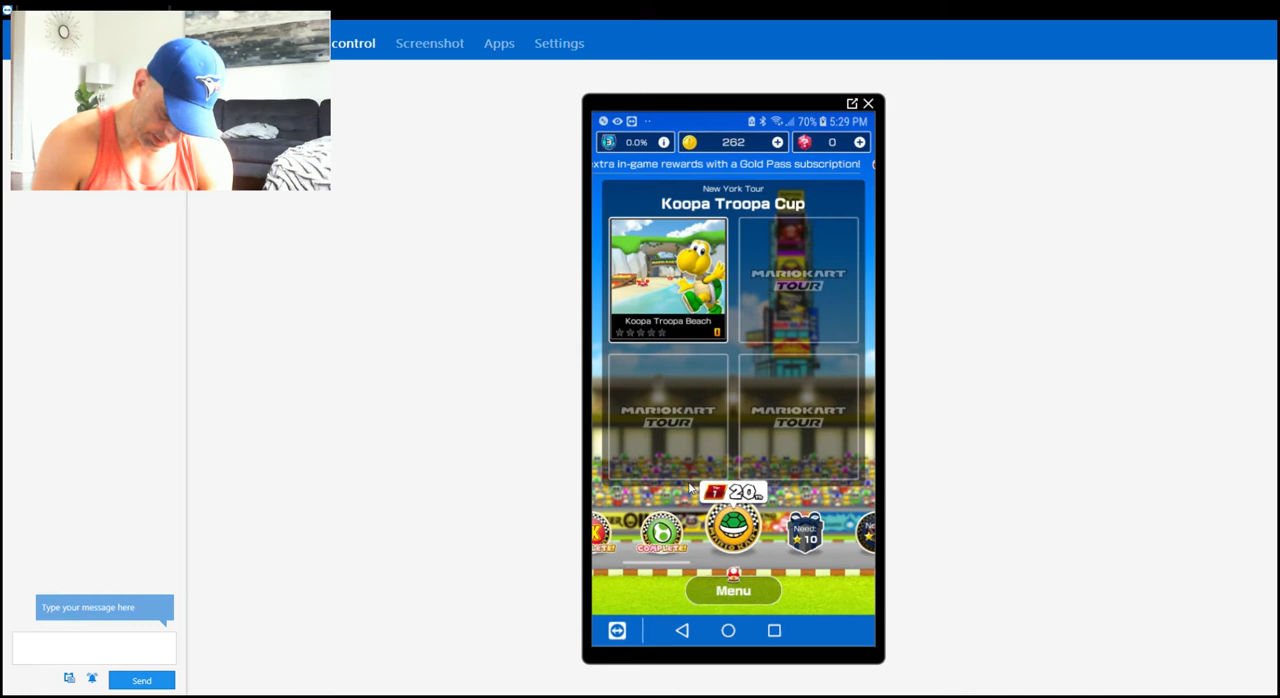 control Screenshot Apps Settings
70% 5:29 PM
0.0% 262 0
xtra in-game rewards with a Gold Pass subscription!
New York Tour
Koopa Troopa Cup
MARIOKART
TOUR
Koopa Troopa Beach
MARIOKART MARIOKART
TOUR TOUR
20
COMPLETE!
MARIO KART
Need:
10
Menu
Type your message here
Send